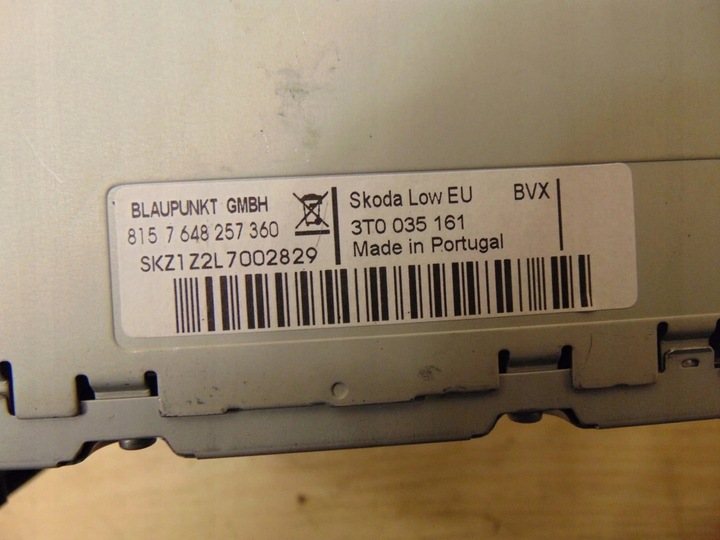 BLAUPUNKT GMBH
815 7 648 257 360
SKZ1Z2L7002829
Skoda Low EU BVX
3T0 035 161
Made in Portugal